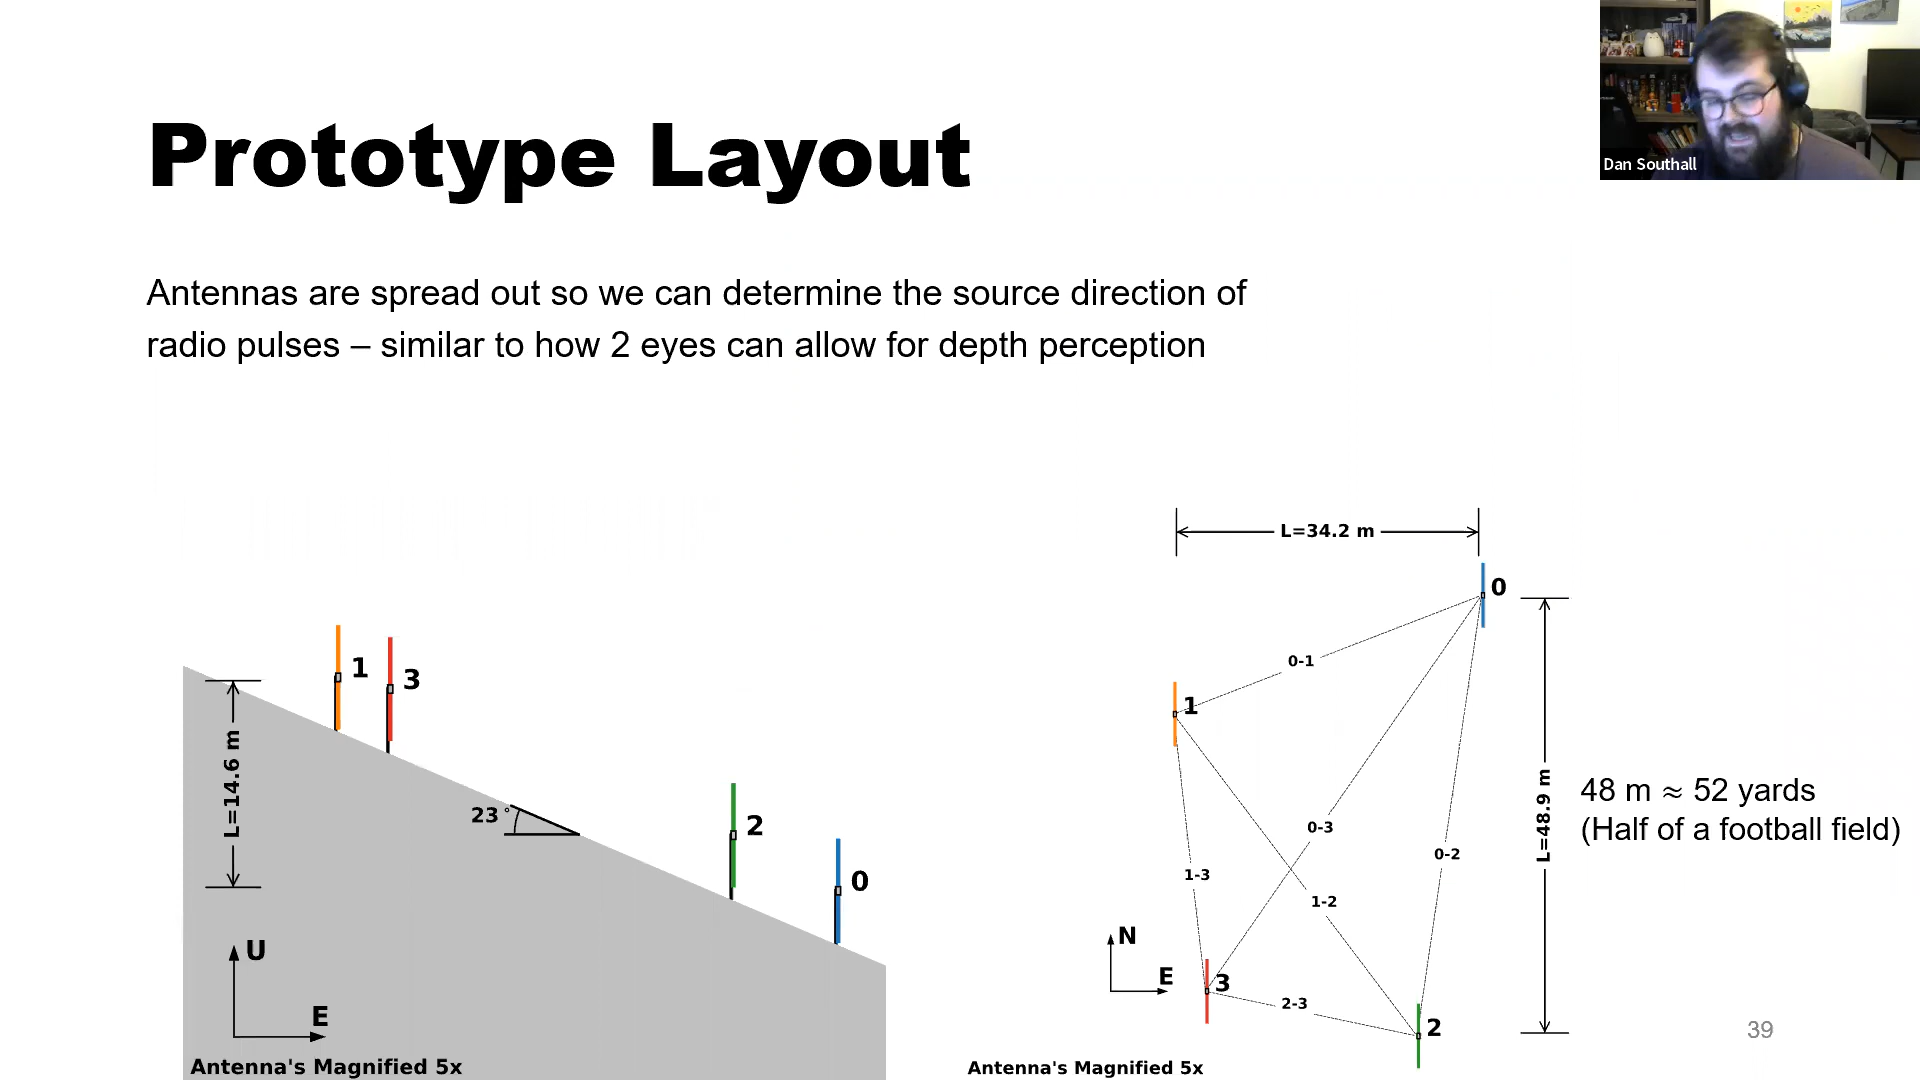 Dan Southall
Prototype Layout
Antennas are spread out so we can determine the source direction of
radio pulses – similar to how 2 eyes can allow for depth perception
1
3
L=14.6 m
23°
2
0
U
E
Antenna's Magnified 5x
L=34.2 m
0
0-1
1
L=48.9 m
48 m ≈ 52 yards
(Half of a football field)
0-3
0-2
1-3
1-2
N
E
3
2-3
2
Antenna's Magnified 5x
39